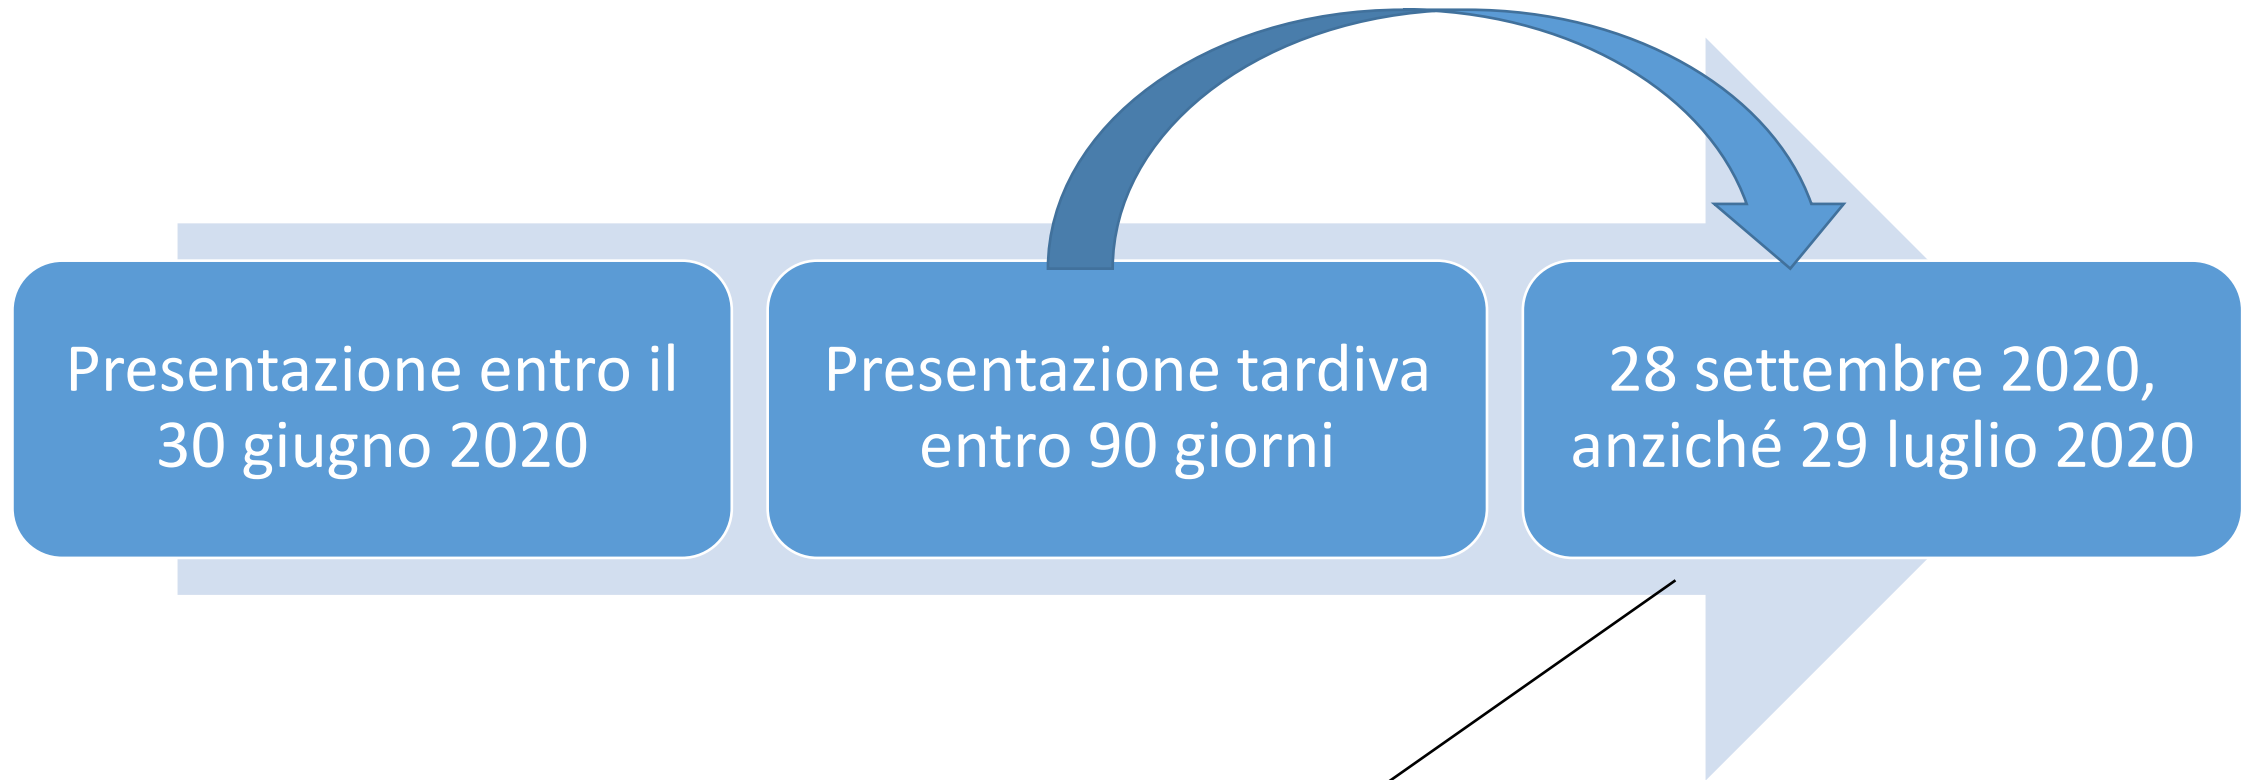 Presentazione entro il
30 giugno 2020
Presentazione tardiva
entro 90 giorni
28 settembre 2020,
anziché 29 luglio 2020